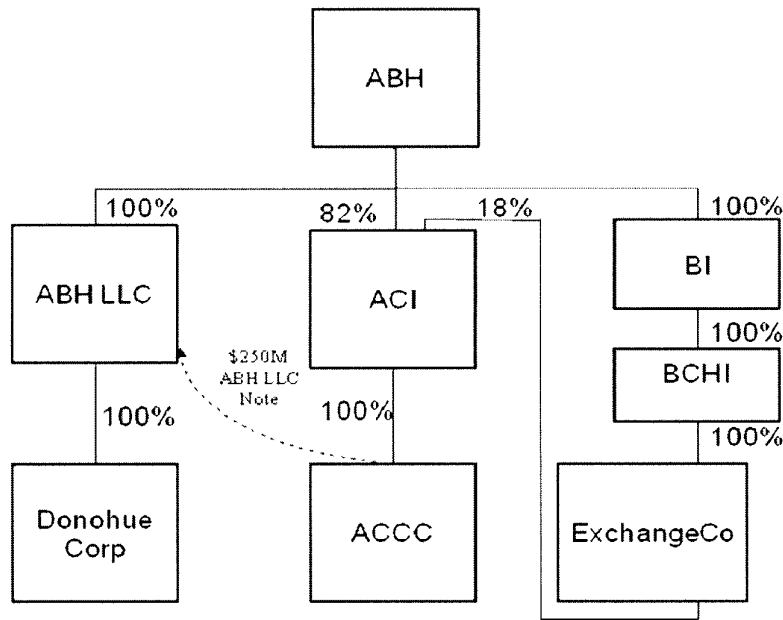 ABH
100%
82%
18%
100%
ABH LLC
ACI
BI
100%
$250M
ABH LLC
Note
BCHI
100%
100%
100%
Donohue
Corp
ACCC
ExchangeCo